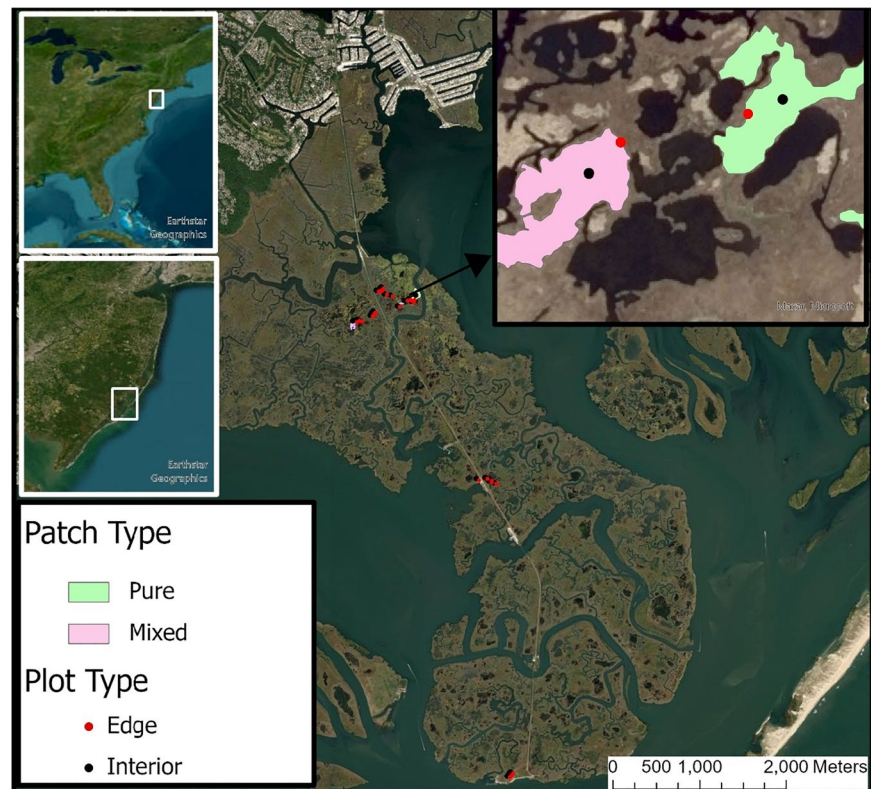 Earthstar
Geographics
Earthstar
Geographics
Maxar, Microsoft
Patch Type
Pure
Mixed
Plot Type
Edge
Interior
0 500 1,000 2,000 Meters